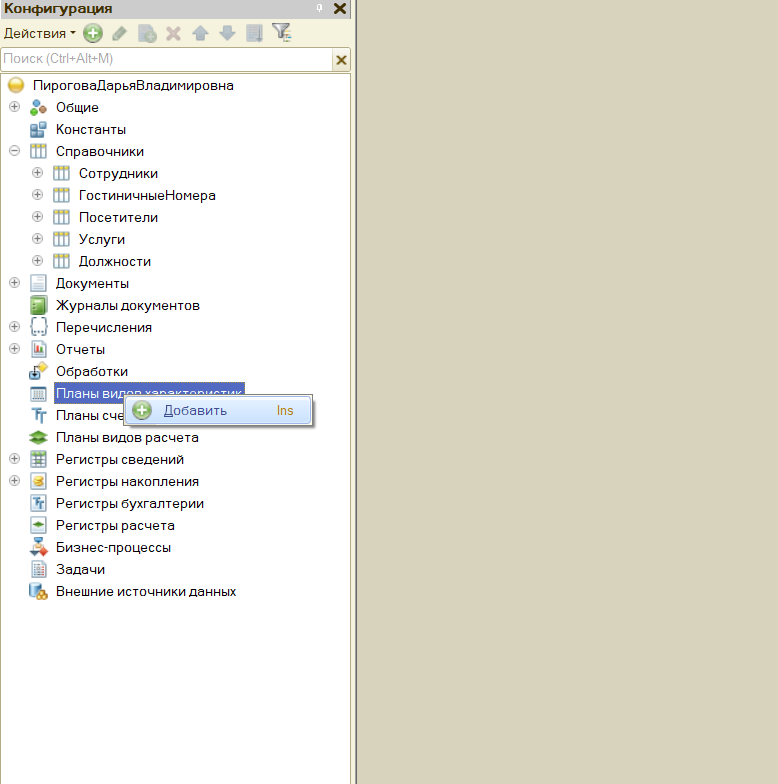 Конфигурация
Действия
Поиск (Ctrl+Alt+M)
ПироговаДарьяВладимировна
Общие
Константы
Справочники
Сотрудники
ГостиничныеНомера
Посетители
Услуги
Должности
Документы
Журналы документов
Перечисления
Отчеты
Обработки
Планы видов характеристик
Добавить Ins
Планы сче
Планы видов расчета
Регистры сведений
Регистры накопления
Регистры бухгалтерии
Регистры расчета
Бизнес-процессы
Задачи
Внешние источники данных